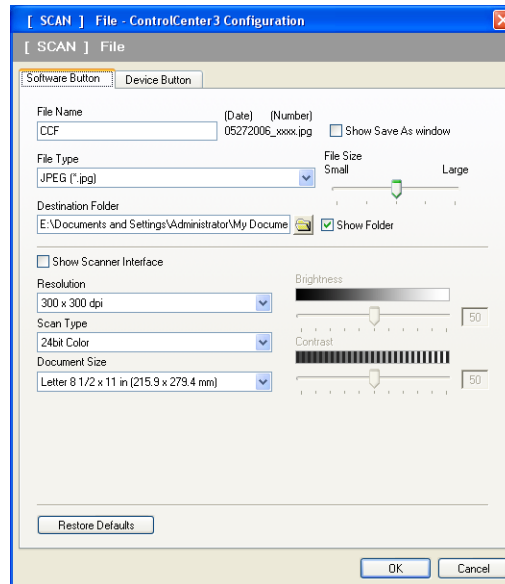 [ SCAN ] File - ControlCenter3 Configuration
[ SCAN ] File
Software Button Device Button
File Name (Date) (Number)
CCF 05272006_xxxx.jpg Show Save As window
File Type File Size
Small Large
JPEG (*.jpg)
Destination Folder
E:\Documents and Settings\Administrator\My Docume Show Folder
Show Scanner Interface
Resolution Brightness
300 x 300 dpi 50
Scan Type Contrast
24bit Color
Document Size
Letter 8 1/2 x 11 in (215.9 x 279.4 mm) 50
Restore Defaults
OK Cancel